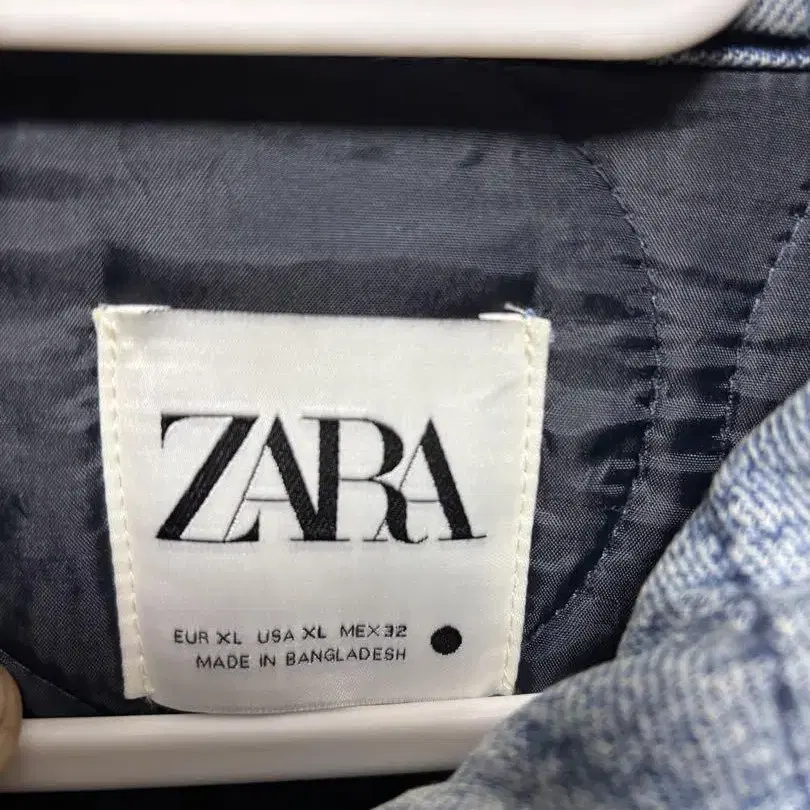 ZARA
EUR XL USA XL MEX 32
MADE IN BANGLADESH